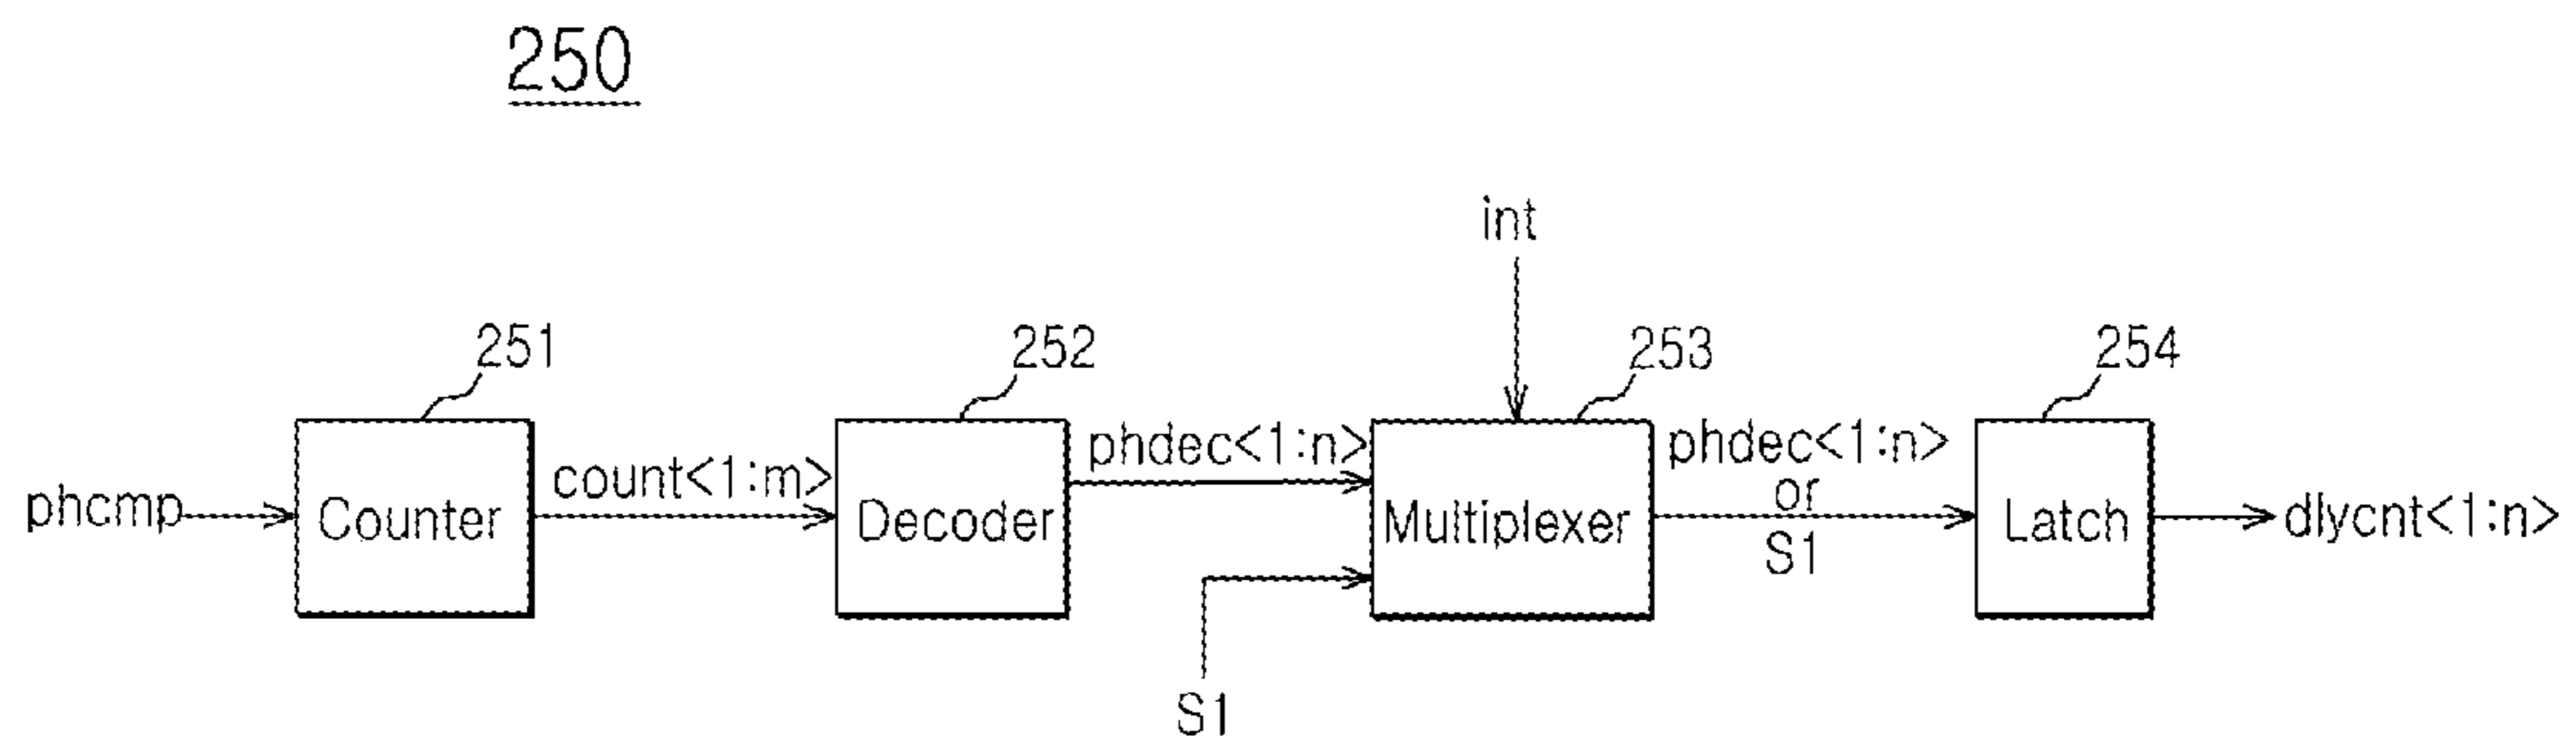 250
int
251
252
253
254
phcmp
Counter
count<1:m>
Decoder
phdec<1:n>
Multiplexer
phdec<1:n>
or
S1
Latch
dlycnt<1:n>
S1